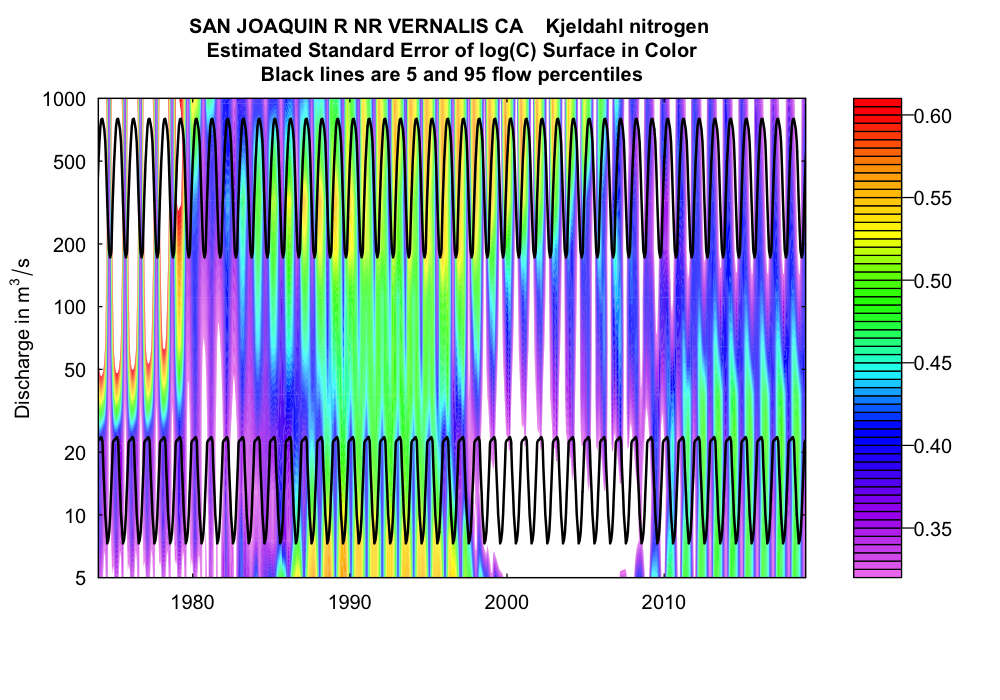 SAN JOAQUIN R NR VERNALIS CA Kjeldahl nitrogen
Estimated Standard Error of log(C) Surface in Color
Black lines are 5 and 95 flow percentiles
Discharge in m³/s
1000
500
200
100
50
20
10
5
1980 1990 2000 2010
0.60
0.55
0.50
0.45
0.40
0.35